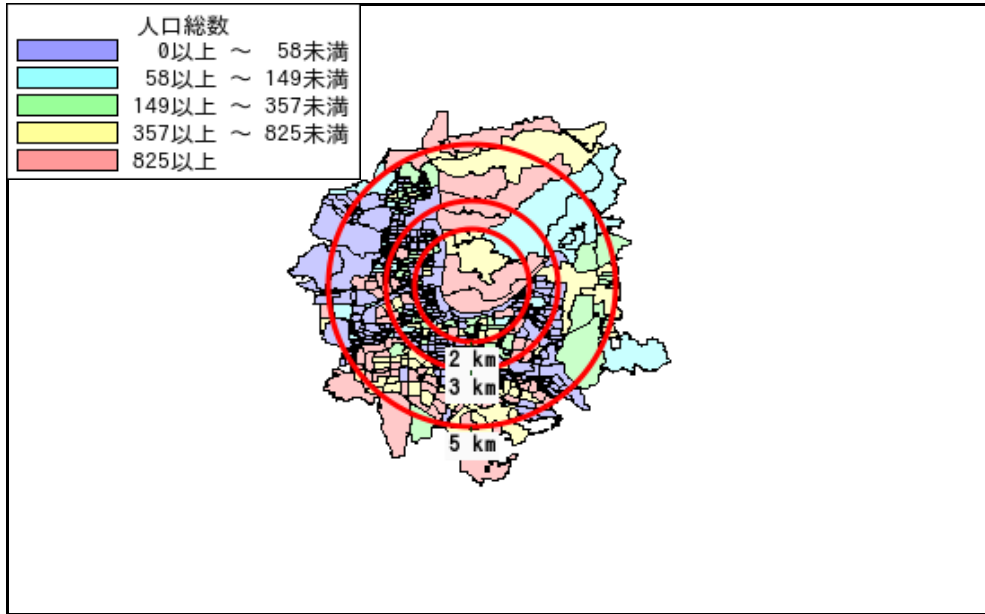 人口総数
0以上 ～ 58未満
58以上 ～ 149未満
149以上 ～ 357未満
357以上 ～ 825未満
825以上
2 km
3 km
5 km